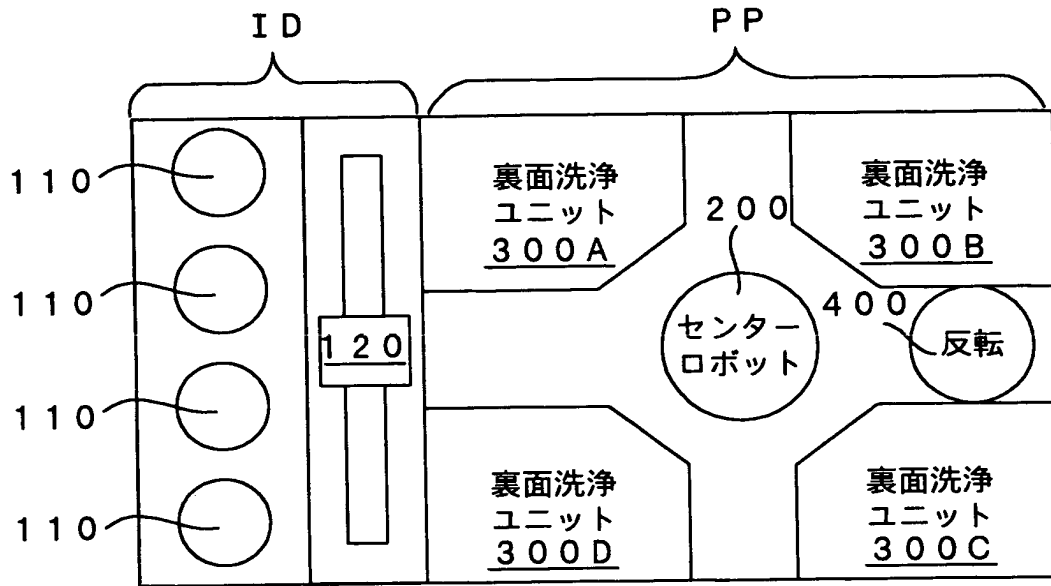 ＩＤ
ＰＰ
１１０
１１０
１１０
１１０
１２０
裏面洗浄
ユニット
３００Ａ
２００
裏面洗浄
ユニット
３００Ｂ
センター
ロボット
４００
反転
裏面洗浄
ユニット
３００Ｄ
裏面洗浄
ユニット
３００Ｃ